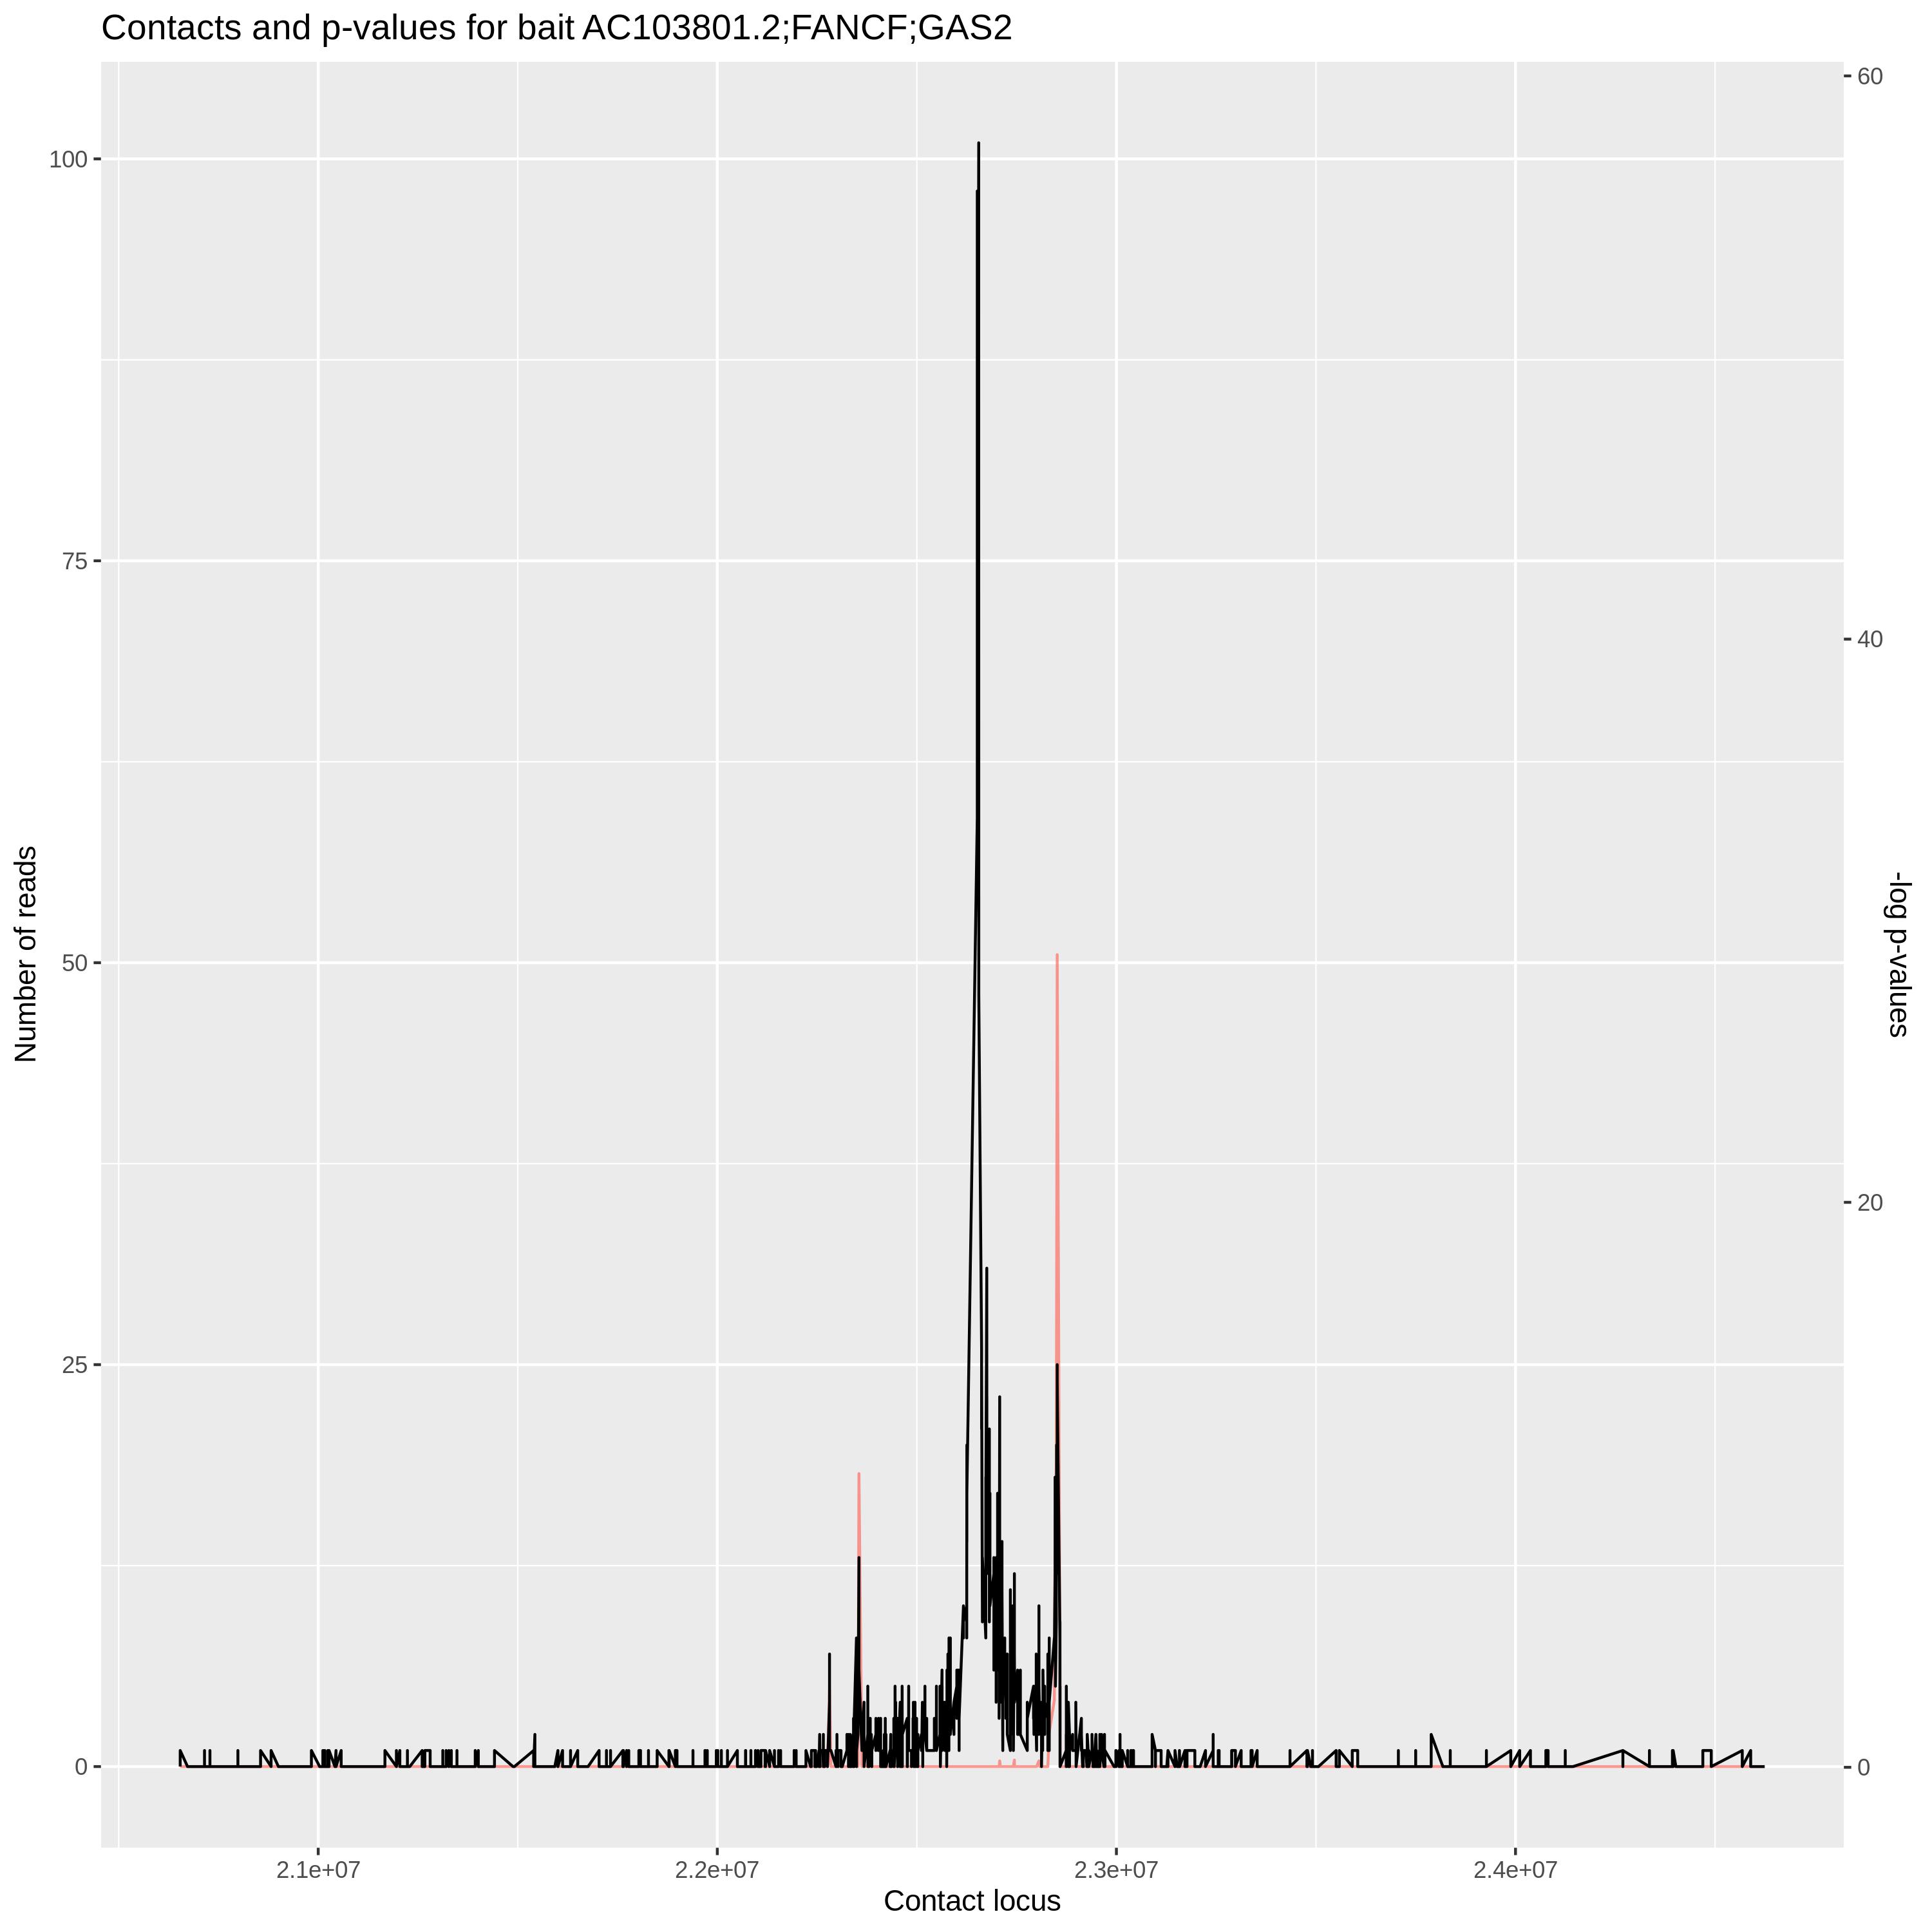 Contacts and p-values for bait AC103801.2;FANCF;GAS2
60
100
75
40
Number of reads
-log p-values
50
20
25
0
0
2.1e+07
2.2e+07
2.3e+07
2.4e+07
Contact locus